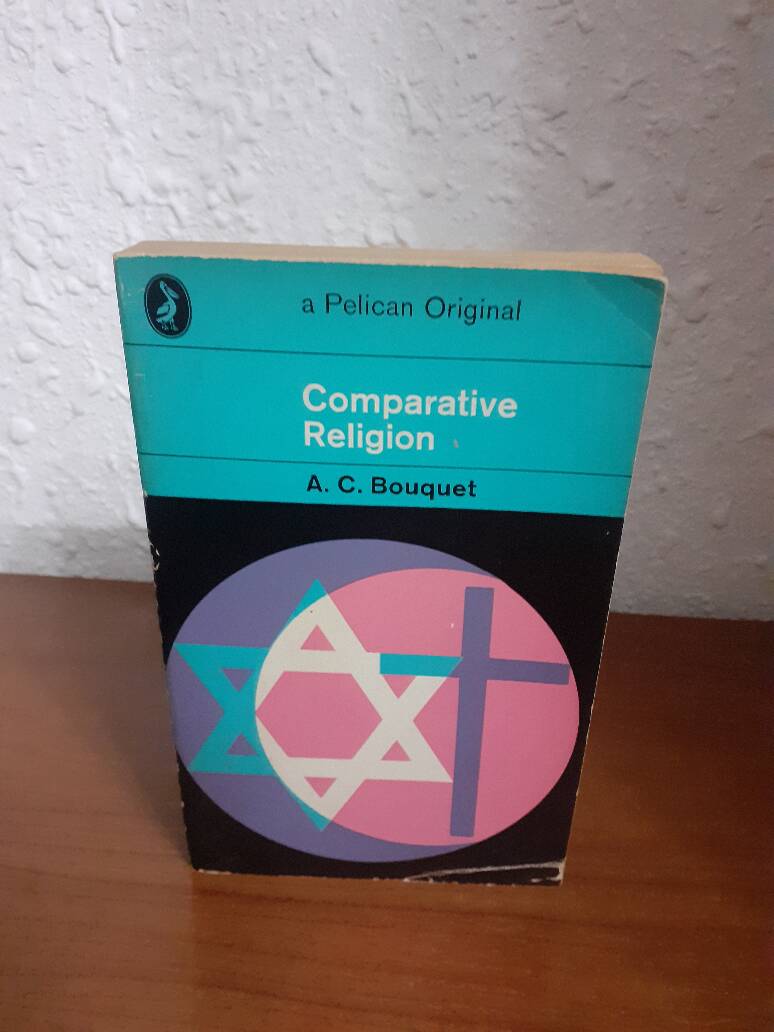 a Pelican Original
Comparative
Religion
A. C. Bouquet